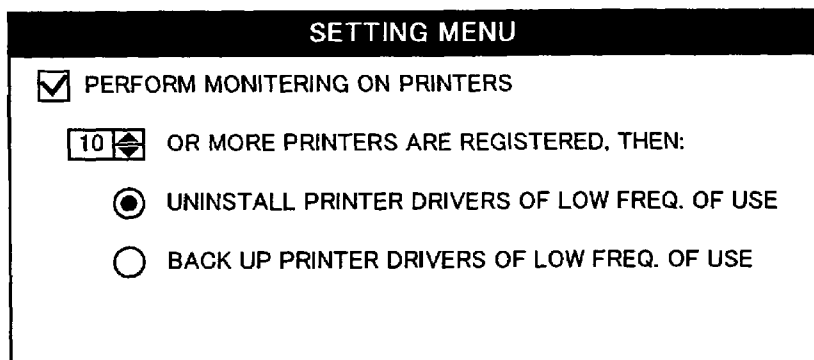 SETTING MENU
PERFORM MONITERING ON PRINTERS
10 OR MORE PRINTERS ARE REGISTERED, THEN:
UNINSTALL PRINTER DRIVERS OF LOW FREQ. OF USE
BACK UP PRINTER DRIVERS OF LOW FREQ. OF USE